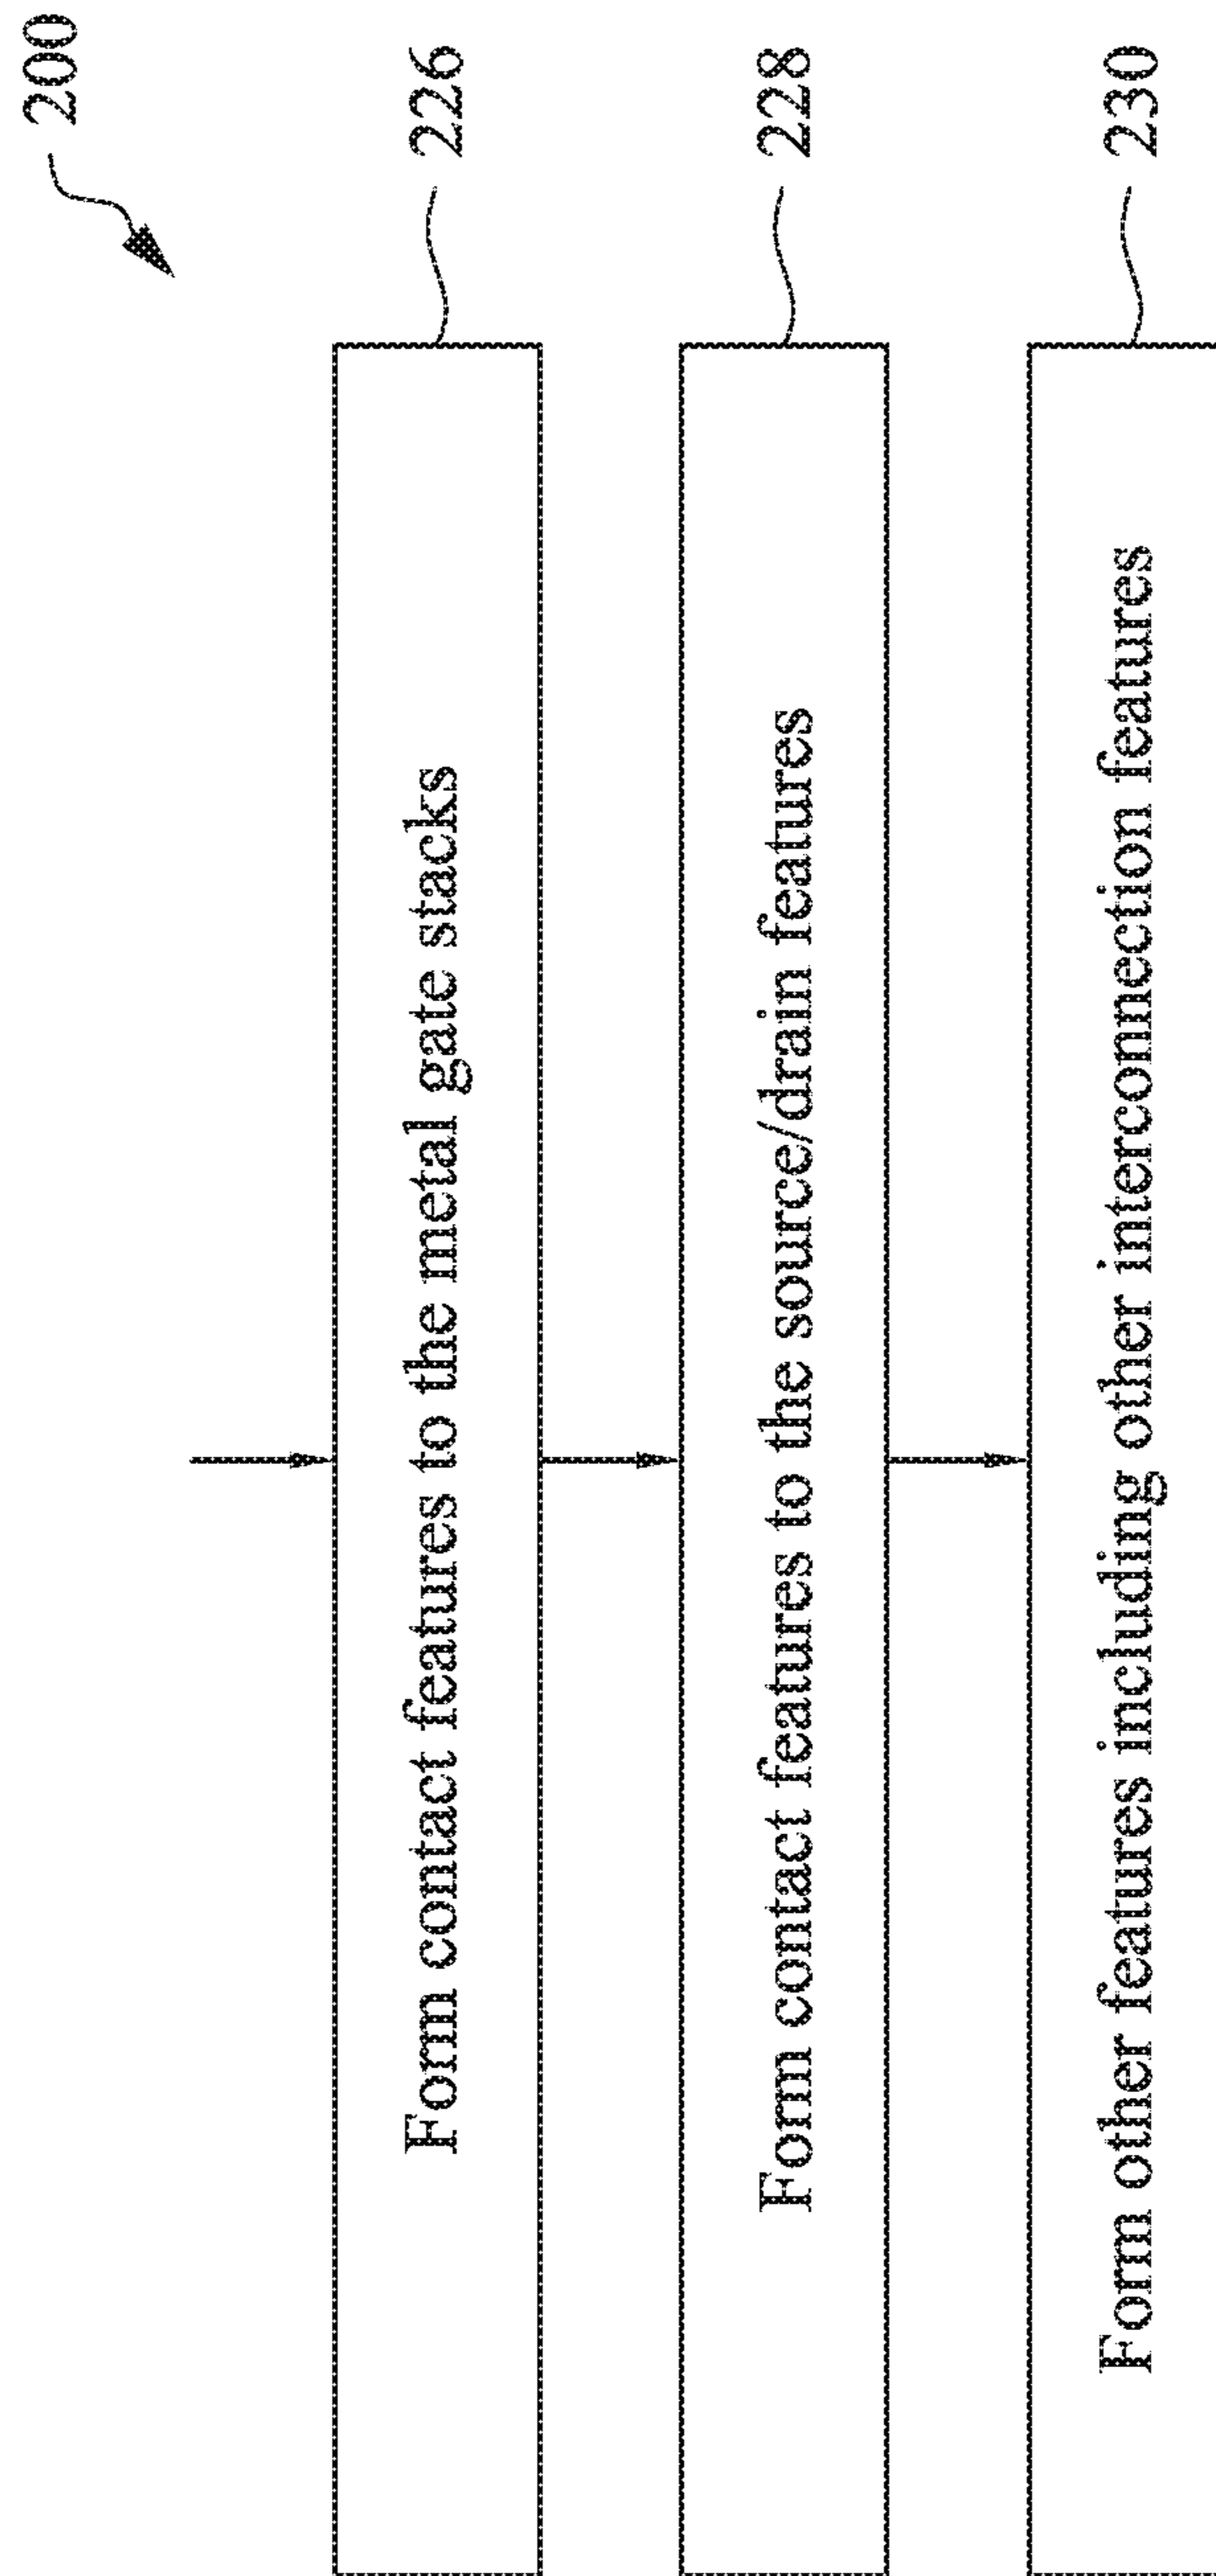 200
Form contact features to the metal gate stacks
226
Form contact features to the source/drain features
228
Form other features including other interconnection features
230